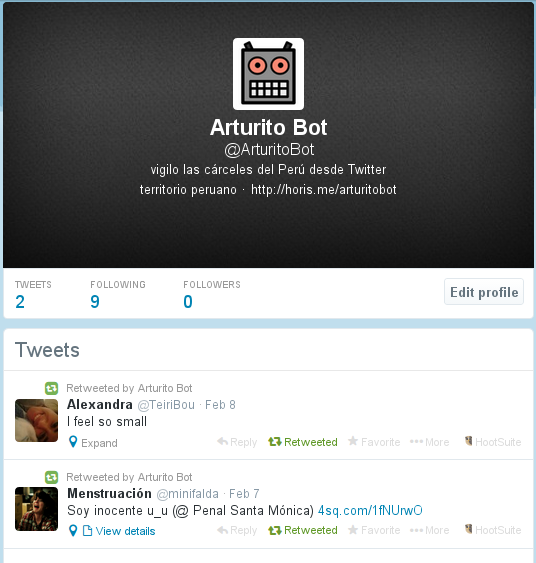 Arturito Bot
@ArturitoBot
vigilo las cárceles del Perú desde Twitter
territorio peruano · http://horis.me/arturitobot
TWEETS FOLLOWING FOLLOWERS
2 9 0
Edit profile
Tweets
Retweeted by Arturito Bot
Alexandra @TeiriBou · Feb 8
I feel so small
Expand Reply Retweeted Favorite More HootSuite
Retweeted by Arturito Bot
Menstruación @minifalda · Feb 7
Soy inocente u_u (@ Penal Santa Mónica) 4sq.com/1fNUrwO
View details Reply Retweeted Favorite More HootSuite